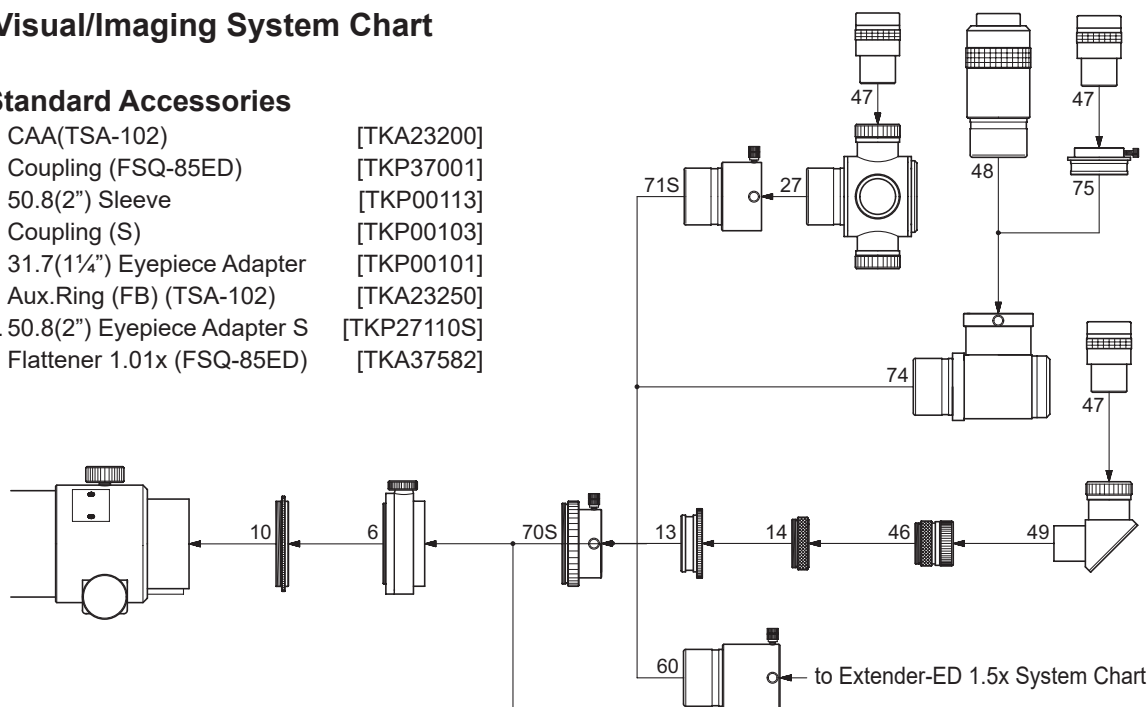 Visual/Imaging System Chart
Standard Accessories
CAA(TSA-102) [TKA23200]
Coupling (FSQ-85ED) [TKP37001]
50.8(2”) Sleeve [TKP00113]
Coupling (S) [TKP00103]
31.7(1¼”) Eyepiece Adapter [TKP00101]
Aux.Ring (FB) (TSA-102) [TKA23250]
. 50.8(2”) Eyepiece Adapter S [TKP27110S]
Flattener 1.01x (FSQ-85ED) [TKA37582]
47
47
48
75
71S
27
74
47
10
6
70S
13
14
46
49
60
to Extender-ED 1.5x System Chart